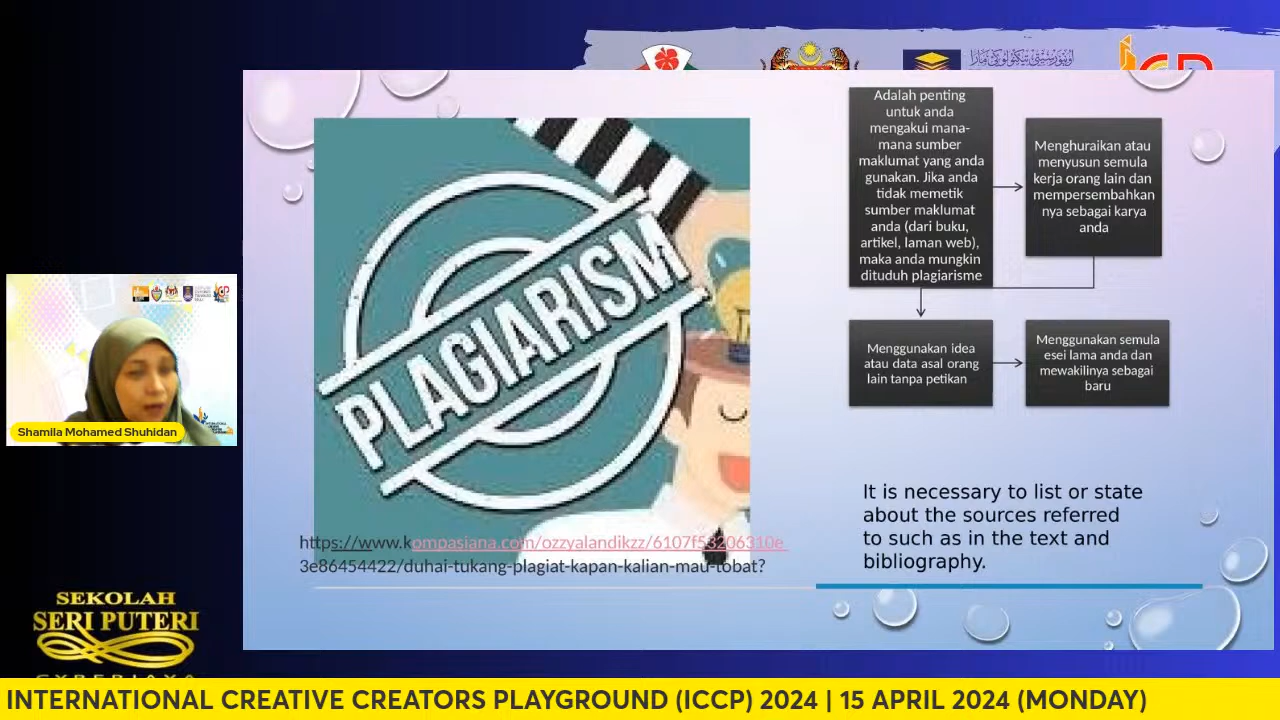 Adalah penting
untuk anda
mengakui mana-
mana sumber
maklumat yang anda
gunakan. Jika anda
tidak memetik
sumber maklumat
anda (dari buku,
artikel, laman web),
maka anda mungkin
dituduh plagiarisme
Menghuraikan atau
menyusun semula
kerja orang lain dan
mempersembahkan
nya sebagai karya
anda
Menggunakan idea
atau data asal orang
lain tanpa petikan
Menggunakan semula
esei lama anda dan
mewakilinya sebagai
baru
PLAGIARISM
https://www.kompasiana.com/ozzyalandikzz/6107f53206310e
3e86454422/duhai-tukang-plagiat-kapan-kalian-mau-tobat?
It is necessary to list or state
about the sources referred
to such as in the text and
bibliography.
Shamila Mohamed Shuhidan
SEKOLAH
SERI PUTERI
INTERNATIONAL CREATIVE CREATORS PLAYGROUND (ICCP) 2024 | 15 APRIL 2024 (MONDAY)